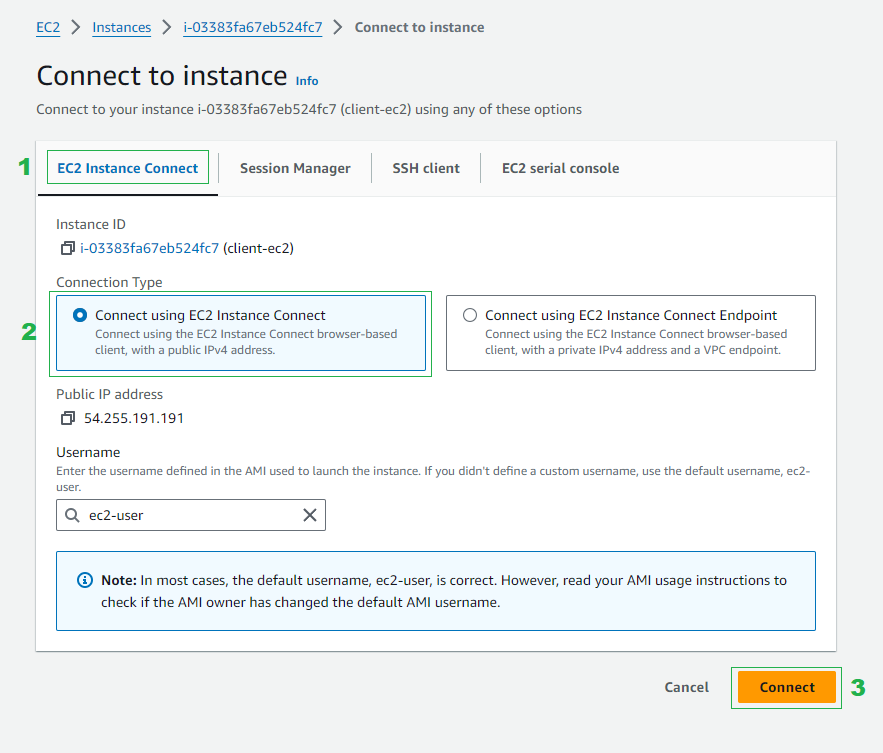 EC2 > Instances > i-03383fa67eb524fc7 > Connect to instance
Connect to instance Info
Connect to your instance i-03383fa67eb524fc7 (client-ec2) using any of these options
1
EC2 Instance Connect Session Manager SSH client EC2 serial console
Instance ID
i-03383fa67eb524fc7 (client-ec2)
Connection Type
2
Connect using EC2 Instance Connect
Connect using the EC2 Instance Connect browser-based
client, with a public IPv4 address.
Connect using EC2 Instance Connect Endpoint
Connect using the EC2 Instance Connect browser-based
client, with a private IPv4 address and a VPC endpoint.
Public IP address
54.255.191.191
Username
Enter the username defined in the AMI used to launch the instance. If you didn't define a custom username, use the default username, ec2-
user.
ec2-user
Note: In most cases, the default username, ec2-user, is correct. However, read your AMI usage instructions to
check if the AMI owner has changed the default AMI username.
Cancel Connect 3